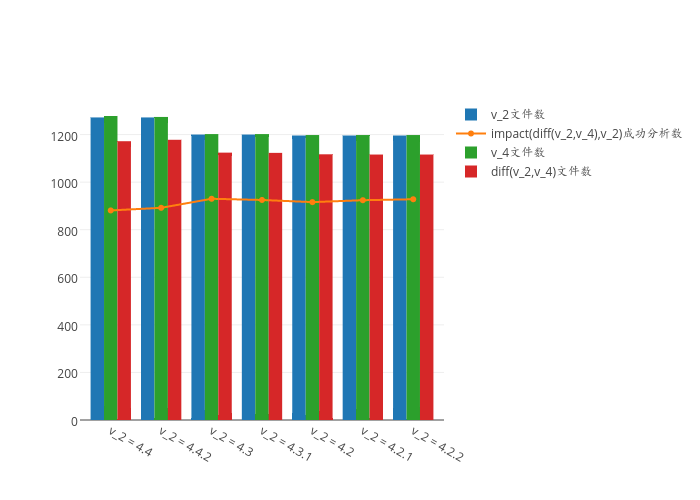 v_2文件数
impact(diff(v_2,v_4),v_2)成功分析数
v_4文件数
diff(v_2,v_4)文件数
1200
1000
800
600
400
200
0
v_2 = 4.4
v_2 = 4.4.2
v_2 = 4.3
v_2 = 4.3.1
v_2 = 4.2
v_2 = 4.2.1
v_2 = 4.2.2